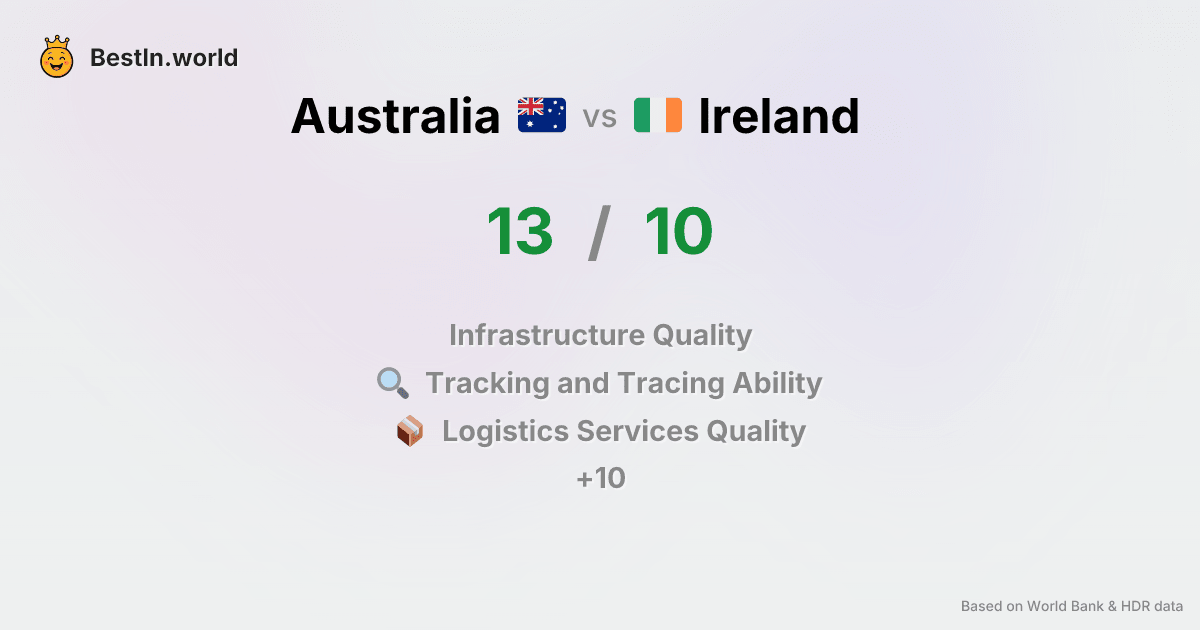 BestIn.world
Australia vs Ireland
13 / 10
Infrastructure Quality
Tracking and Tracing Ability
Logistics Services Quality
+10
Based on World Bank & HDR data